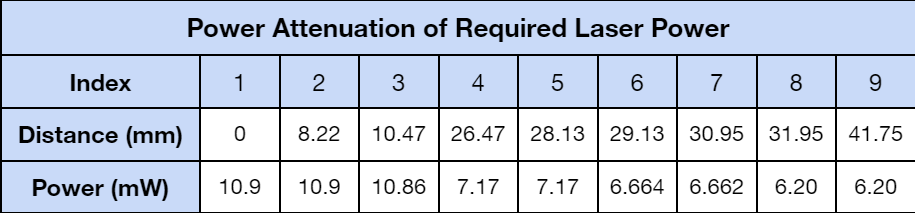 Power Attenuation of Required Laser Power
Index 1 2 3 4 5 6 7 8 9
Distance (mm) 0 8.22 10.47 26.47 28.13 29.13 30.95 31.95 41.75
Power (mW) 10.9 10.9 10.86 7.17 7.17 6.664 6.662 6.20 6.20